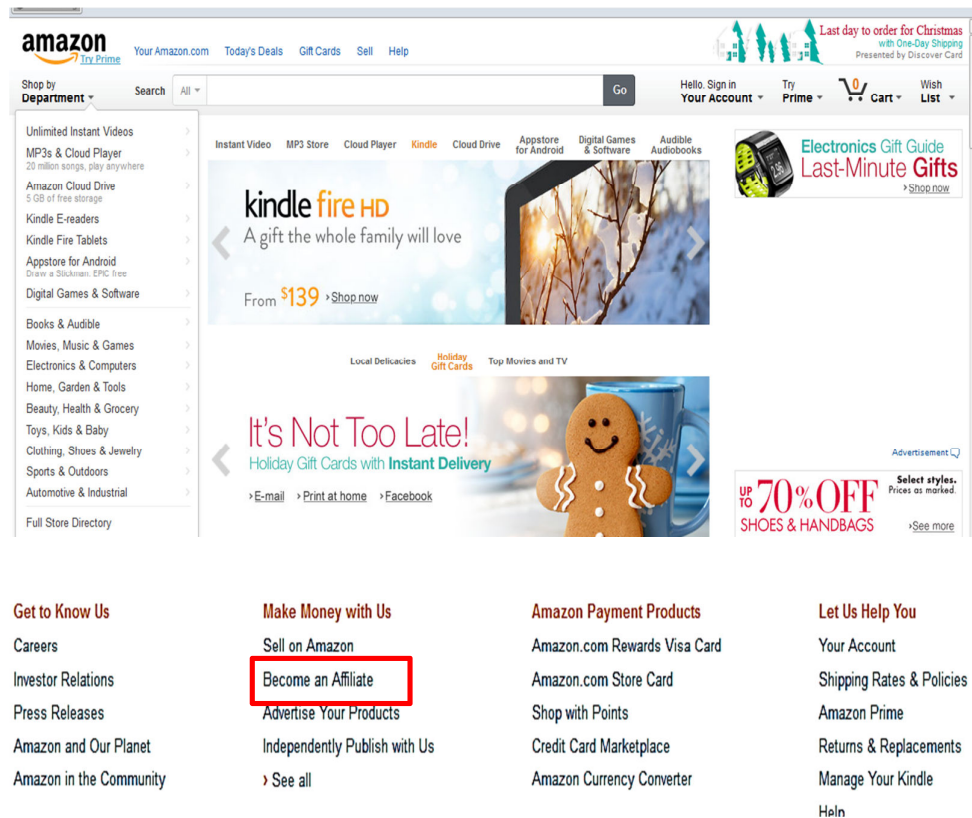 amazon
Try Prime
Your Amazon.com Today's Deals Gift Cards Sell Help
Last day to order for Christmas
with One-Day Shipping
Presented by Discover Card
Shop by
Department
Search All Go
Hello. Sign in
Your Account
Try
Prime
0
Cart
Wish
List
Unlimited Instant Videos
MP3s & Cloud Player
20 million songs, play anywhere
Amazon Cloud Drive
5 GB of free storage
Kindle E-readers
Kindle Fire Tablets
Appstore for Android
Draw a Stickman: EPIC free
Digital Games & Software
Books & Audible
Movies, Music & Games
Electronics & Computers
Home, Garden & Tools
Beauty, Health & Grocery
Toys, Kids & Baby
Clothing, Shoes & Jewelry
Sports & Outdoors
Automotive & Industrial
Full Store Directory
Instant Video MP3 Store Cloud Player Kindle Cloud Drive Appstore for Android Digital Games & Software Audible Audiobooks
kindle fire HD
A gift the whole family will love
From $139 › Shop now
Local Delicacies Holiday Gift Cards Top Movies and TV
It's Not Too Late!
Holiday Gift Cards with Instant Delivery
› E-mail › Print at home › Facebook
Electronics Gift Guide
Last-Minute Gifts
› Shop now
Advertisement
UP TO 70% OFF
SHOES & HANDBAGS
Select styles.
Prices as marked.
› See more
Get to Know Us
Careers
Investor Relations
Press Releases
Amazon and Our Planet
Amazon in the Community
Make Money with Us
Sell on Amazon
Become an Affiliate
Advertise Your Products
Independently Publish with Us
› See all
Amazon Payment Products
Amazon.com Rewards Visa Card
Amazon.com Store Card
Shop with Points
Credit Card Marketplace
Amazon Currency Converter
Let Us Help You
Your Account
Shipping Rates & Policies
Amazon Prime
Returns & Replacements
Manage Your Kindle
Help